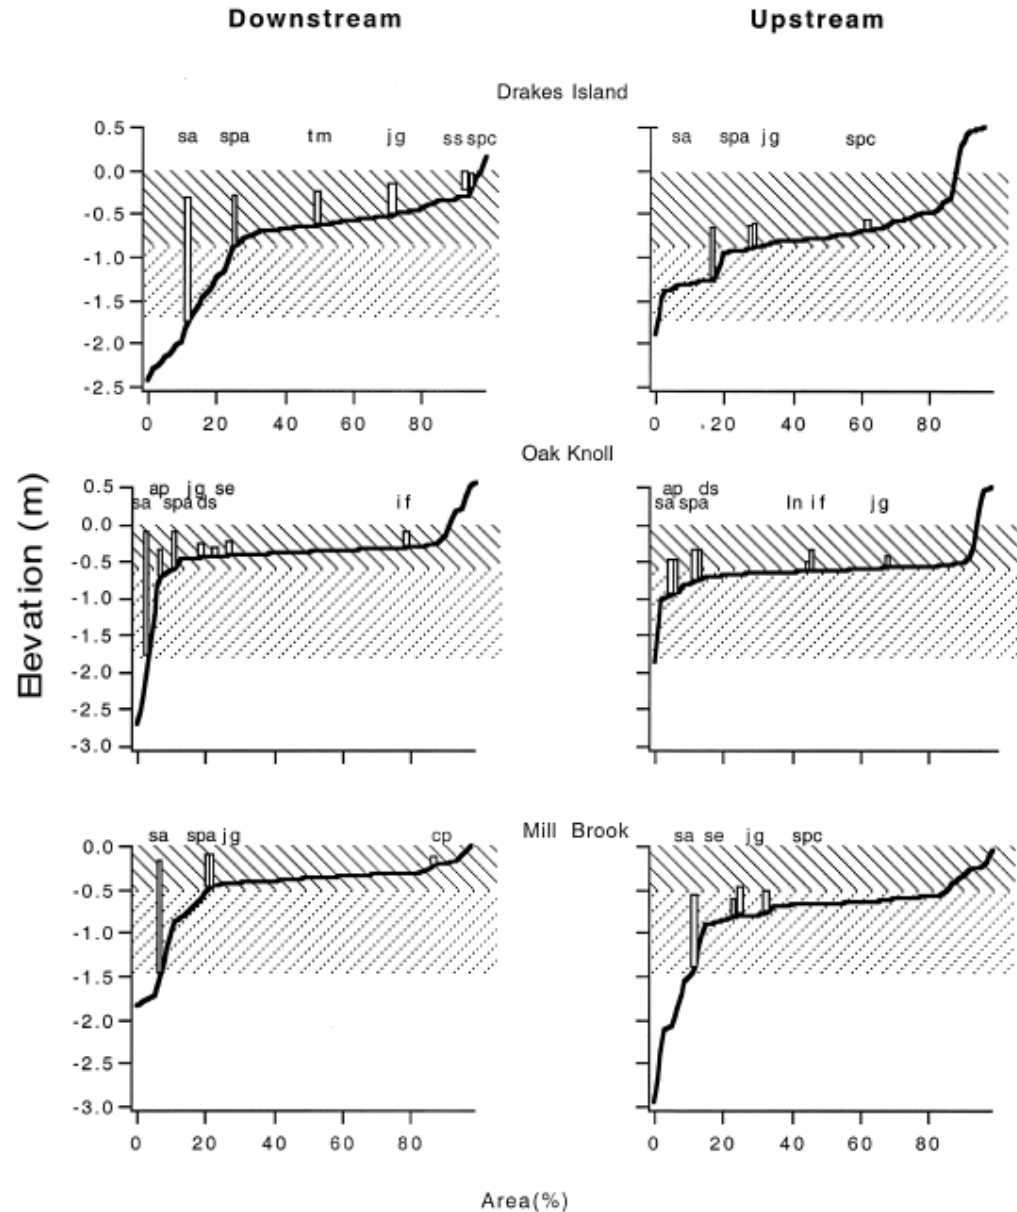 Downstream Upstream
Drakes Island
0.5 sa spa tm jg ss spc sa spa jg spc
0.0
-0.5
-1.0
-1.5
-2.0
-2.5
0 20 40 60 80 0 20 40 60 80
Oak Knoll
0.5 ap jg se ap ds
sa spa ds if sa spa ln if jg
0.0
-0.5
-1.0
-1.5
-2.0
-2.5
-3.0
Elevation (m)
Mill Brook
sa spa jg cp sa se jg spc
0.0
-0.5
-1.0
-1.5
-2.0
-2.5
-3.0
0 20 40 60 80 0 20 40 60 80
Area(%)